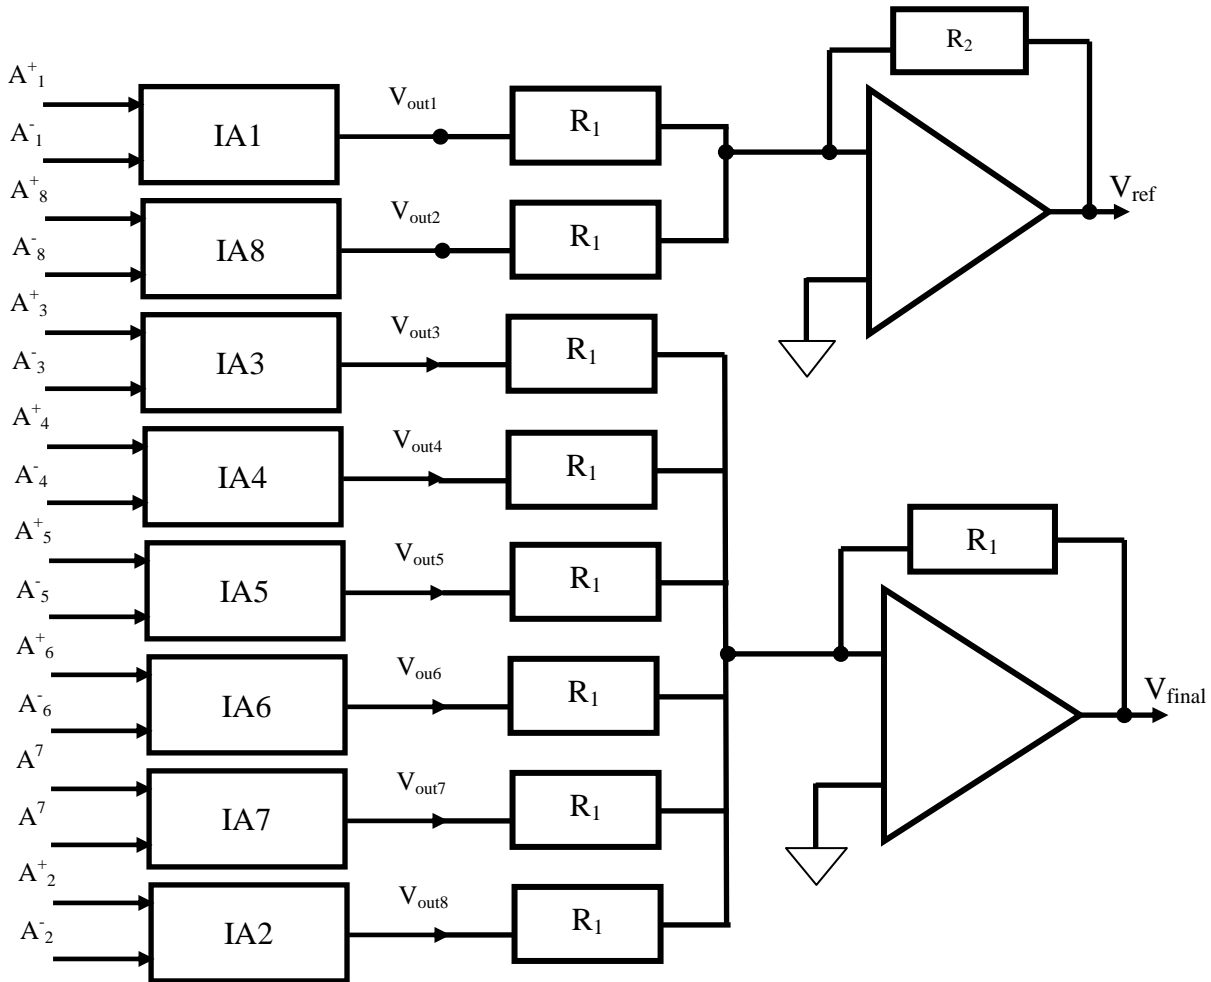 R₂
A⁺₁
Vout1
R₁
IA1
A⁻₁
A⁺₈
Vref
Vout2
R₁
IA8
A⁻₈
A⁺₃
Vout3
R₁
IA3
A⁻₃
A⁺₄
Vout4
R₁
IA4
A⁻₄
A⁺₅
R₁
Vout5
R₁
IA5
A⁻₅
A⁺₆
Vou6
R₁
IA6
Vfinal
A⁻₆
A⁷
Vout7
R₁
IA7
A⁷
A⁺₂
Vout8
R₁
IA2
A⁻₂